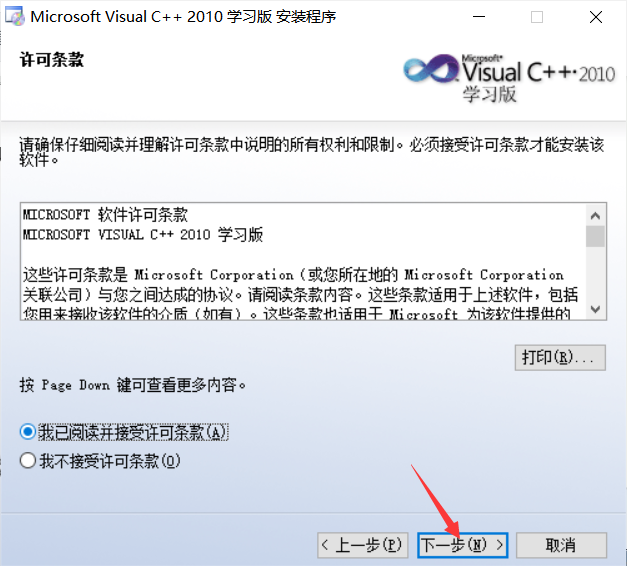 Microsoft Visual C++ 2010 学习版 安装程序
许可条款
Microsoft®
Visual C++ 2010
学习版
请确保仔细阅读并理解许可条款中说明的所有权利和限制。必须接受许可条款才能安装该
软件。
MICROSOFT 软件许可条款
MICROSOFT VISUAL C++ 2010 学习版
这些许可条款是 Microsoft Corporation（或您所在地的 Microsoft Corporation
关联公司）与您之间达成的协议。请阅读条款内容。这些条款适用于上述软件，包括
您用来接收该软件的介质（如有）。这些条款也适用于 Microsoft 为该软件提供的
打印(R)...
按 Page Down 键可查看更多内容。
我已阅读并接受许可条款(A)
我不接受许可条款(O)
< 上一步(P)
下一步(N) >
取消